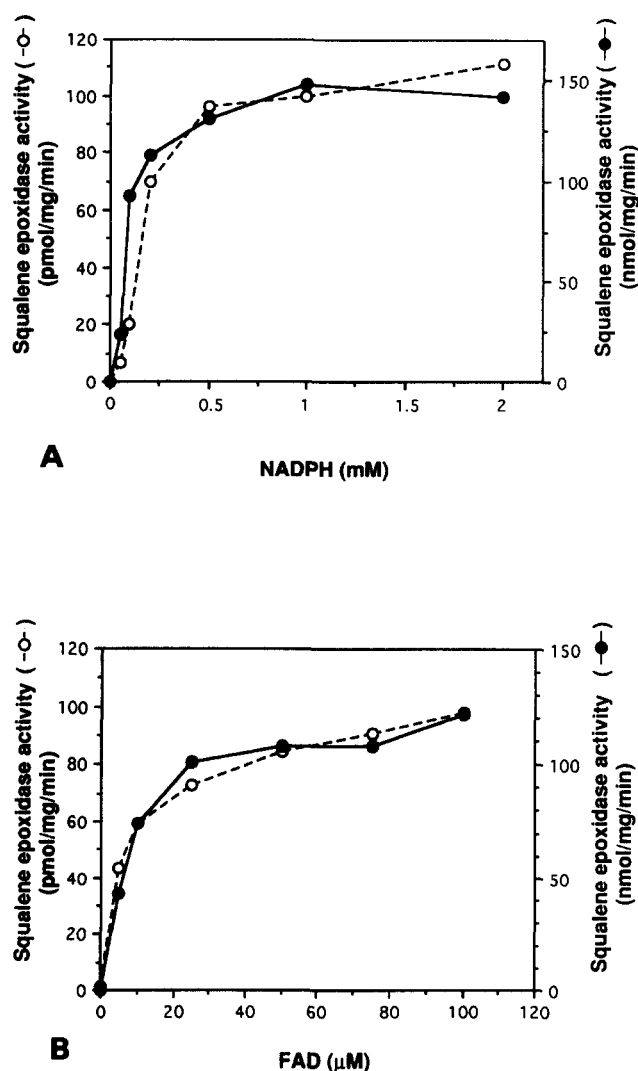 Squalene epoxidase activity (-o-)
(pmol/mg/min)
120
100
80
60
40
20
0
150
100
50
0
Squalene epoxidase activity (-●-)
(nmol/mg/min)
0
0.5
1
1.5
2
A
NADPH (mM)
Squalene epoxidase activity (-o-)
(pmol/mg/min)
120
100
80
60
40
20
0
150
100
50
0
Squalene epoxidase activity (-●-)
(nmol/mg/min)
0
20
40
60
80
100
120
B
FAD (μM)